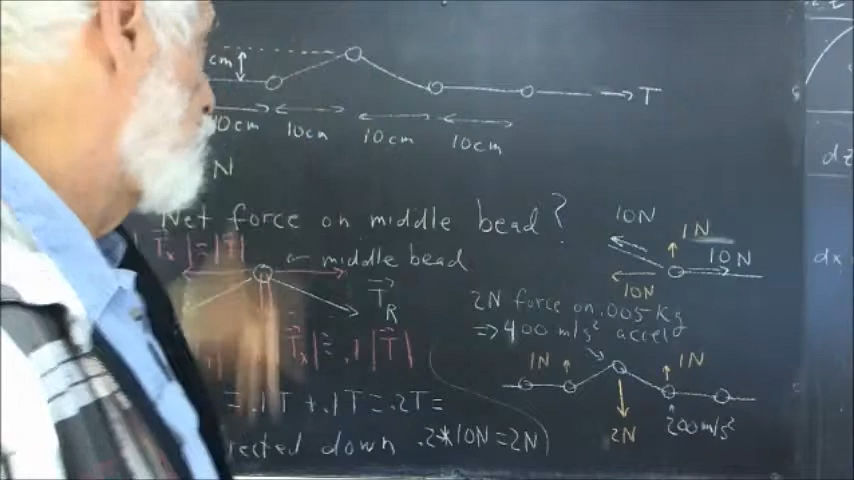 cm
T
10cm 10cm 10cm 10cm
N
Net force on middle bead?
10N
1N
10N
10N
|Tx|=|T|
middle bead
TR
2N force on .005 Kg
⇒ 400 m/s² accel
Tx| = .1 |T|
1N
1N
= .1T + .1T = .2T =
2N
200m/s²
rected down .2*10N=2N
dz
dx